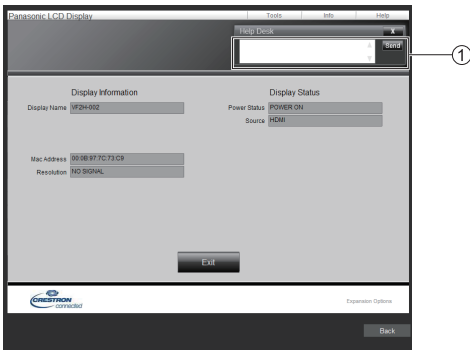 Panasonic LCD Display
Tools Info Help
Help Desk X
Send
1
Display Information Display Status
Display Name VF2H-002 Power Status POWER ON
Source HDMI
Mac Address 00:0B:97:7C:73:C9
Resolution NO SIGNAL
Exit
CRESTRON connected
Expansion Options
Back